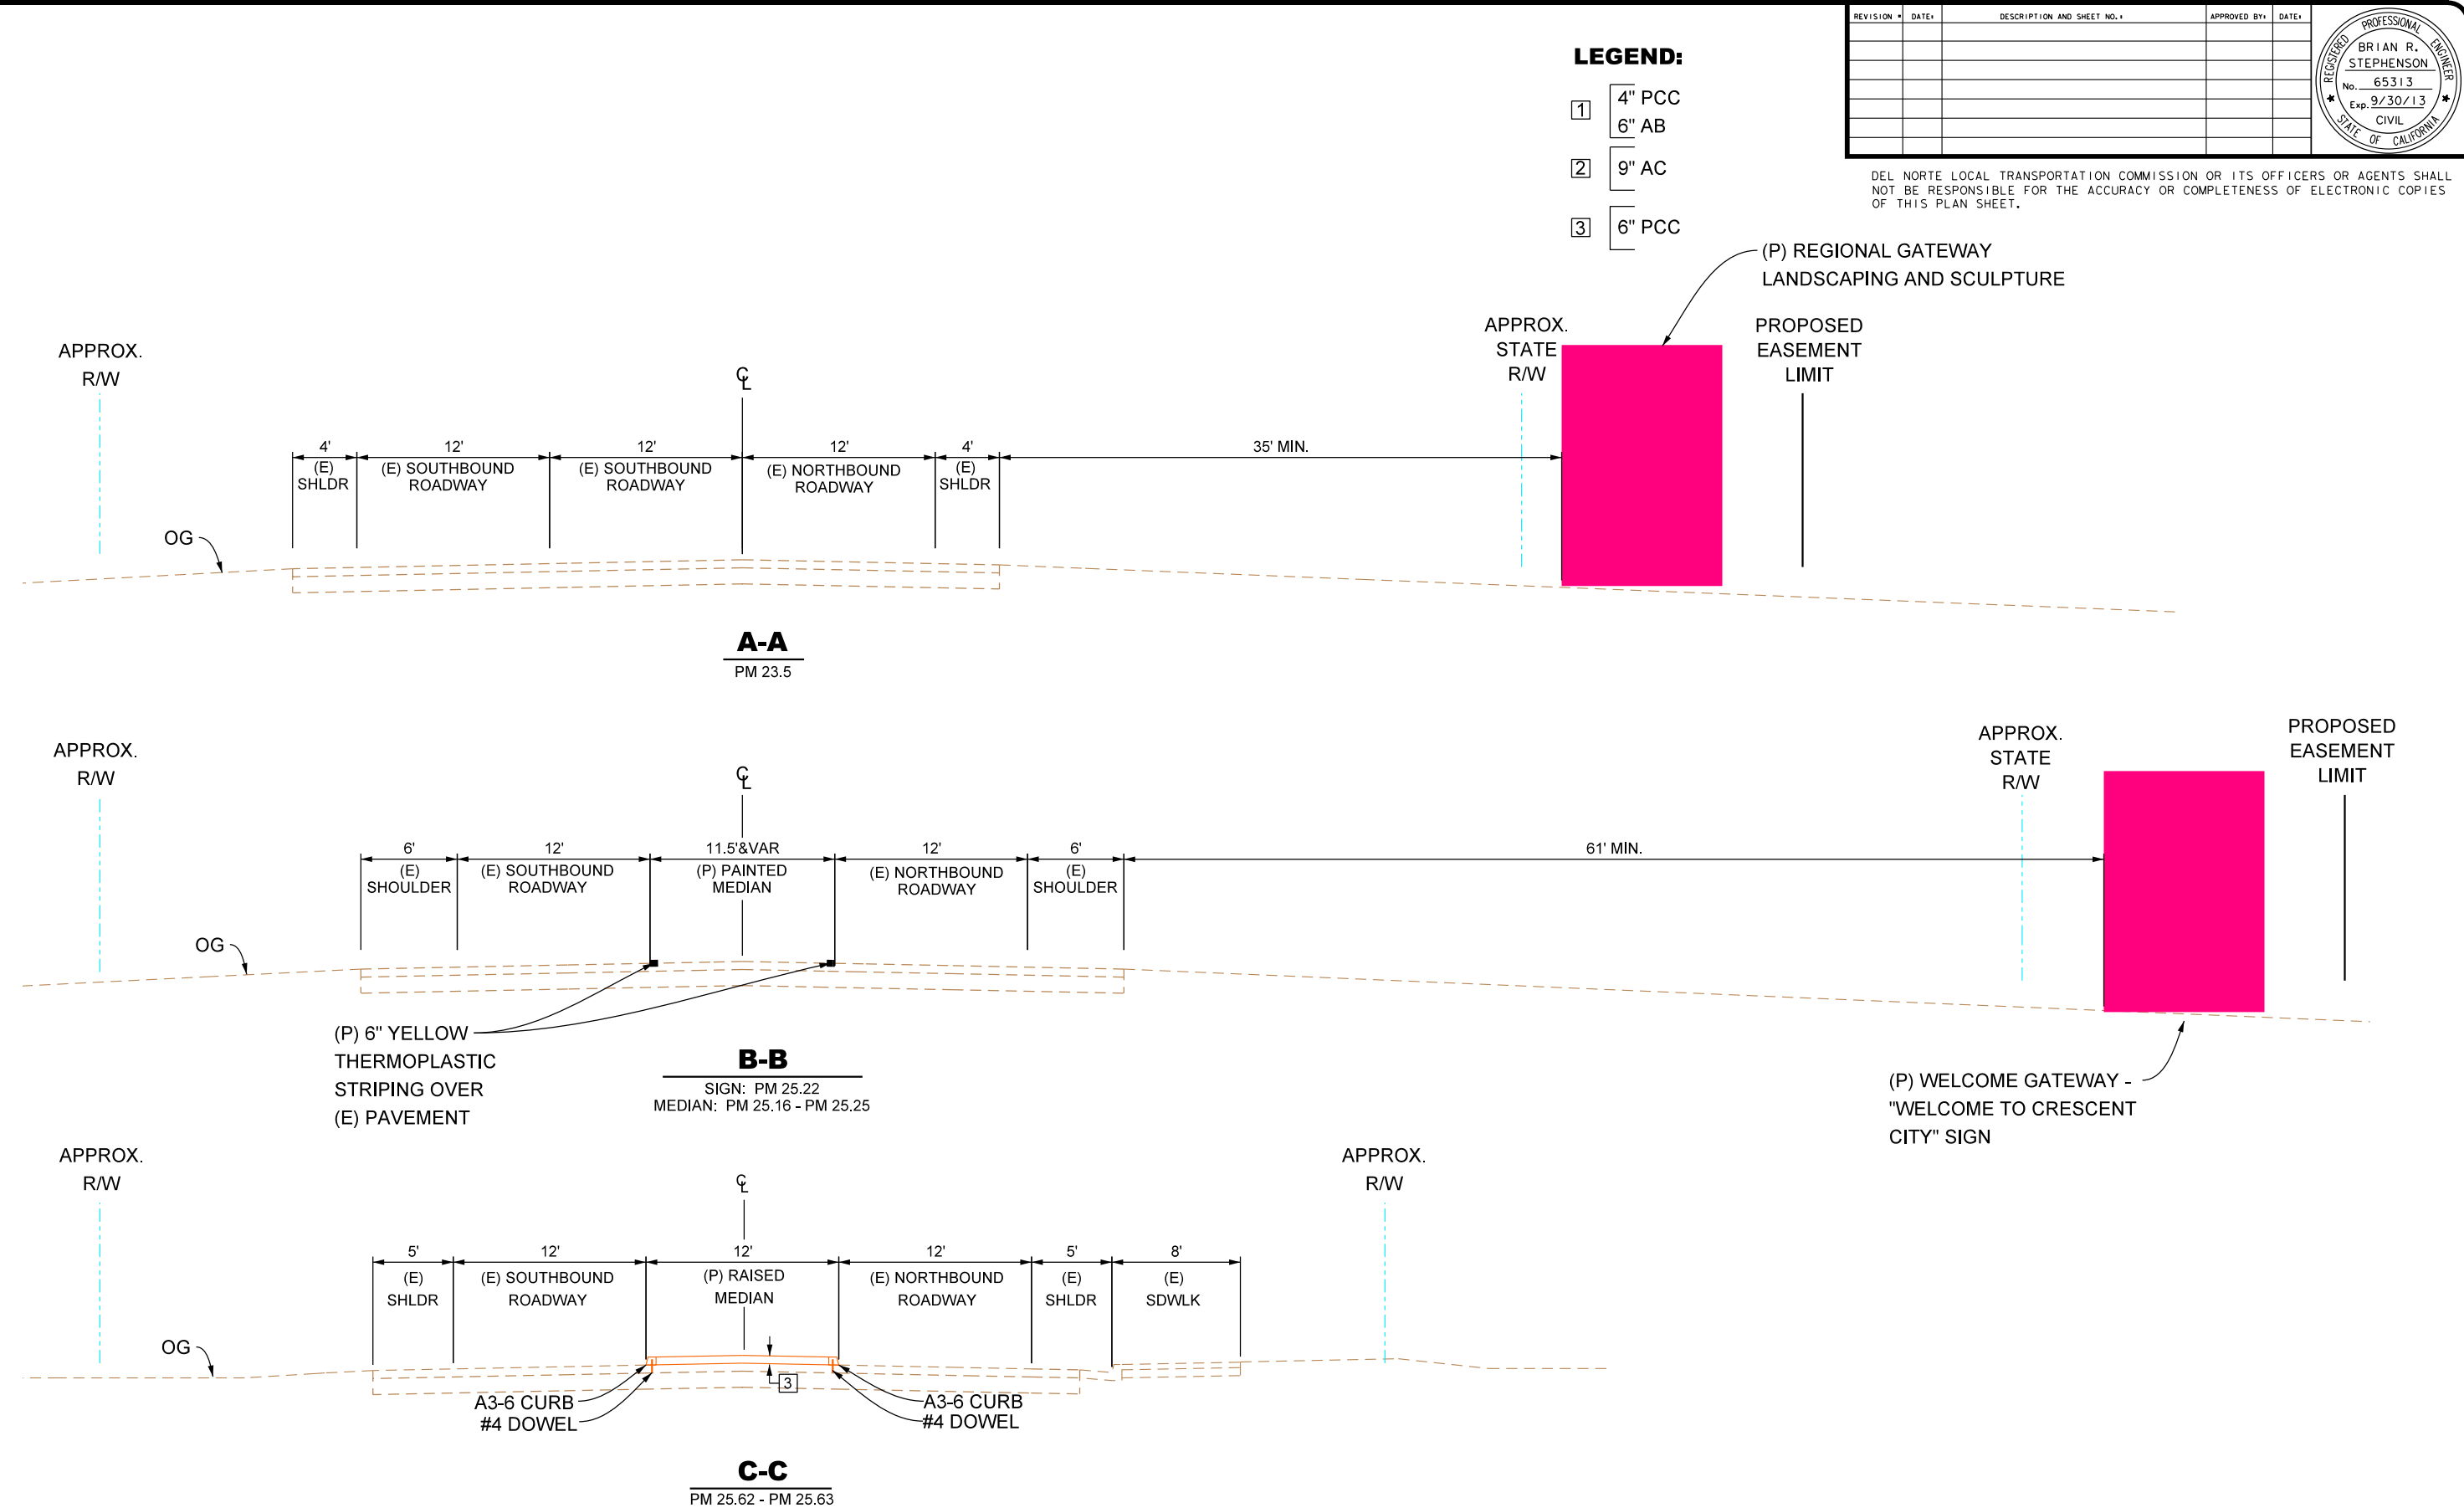 REVISION # DATE: DESCRIPTION AND SHEET NO.: APPROVED BY: DATE:
REGISTERED PROFESSIONAL ENGINEER
BRIAN R.
STEPHENSON
No. 65313
Exp. 9/30/13
CIVIL
STATE OF CALIFORNIA
DEL NORTE LOCAL TRANSPORTATION COMMISSION OR ITS OFFICERS OR AGENTS SHALL
NOT BE RESPONSIBLE FOR THE ACCURACY OR COMPLETENESS OF ELECTRONIC COPIES
OF THIS PLAN SHEET.
LEGEND:
1 4" PCC
6" AB
2 9" AC
3 6" PCC
(P) REGIONAL GATEWAY
LANDSCAPING AND SCULPTURE
APPROX.
R/W
℄
APPROX.
STATE
R/W
PROPOSED
EASEMENT
LIMIT
4' 12' 12' 12' 4' 35' MIN.
(E)
SHLDR
(E) SOUTHBOUND
ROADWAY
(E) SOUTHBOUND
ROADWAY
(E) NORTHBOUND
ROADWAY
(E)
SHLDR
OG
A-A
PM 23.5
APPROX.
R/W
℄
APPROX.
STATE
R/W
PROPOSED
EASEMENT
LIMIT
6' 12' 11.5'&VAR 12' 6' 61' MIN.
(E)
SHOULDER
(E) SOUTHBOUND
ROADWAY
(P) PAINTED
MEDIAN
(E) NORTHBOUND
ROADWAY
(E)
SHOULDER
OG
(P) 6" YELLOW
THERMOPLASTIC
STRIPING OVER
(E) PAVEMENT
B-B
SIGN: PM 25.22
MEDIAN: PM 25.16 - PM 25.25
(P) WELCOME GATEWAY -
"WELCOME TO CRESCENT
CITY" SIGN
APPROX.
R/W
℄
APPROX.
R/W
5' 12' 12' 12' 5' 8'
(E)
SHLDR
(E) SOUTHBOUND
ROADWAY
(P) RAISED
MEDIAN
(E) NORTHBOUND
ROADWAY
(E)
SHLDR
(E)
SDWLK
OG
3
A3-6 CURB
#4 DOWEL
A3-6 CURB
#4 DOWEL
C-C
PM 25.62 - PM 25.63